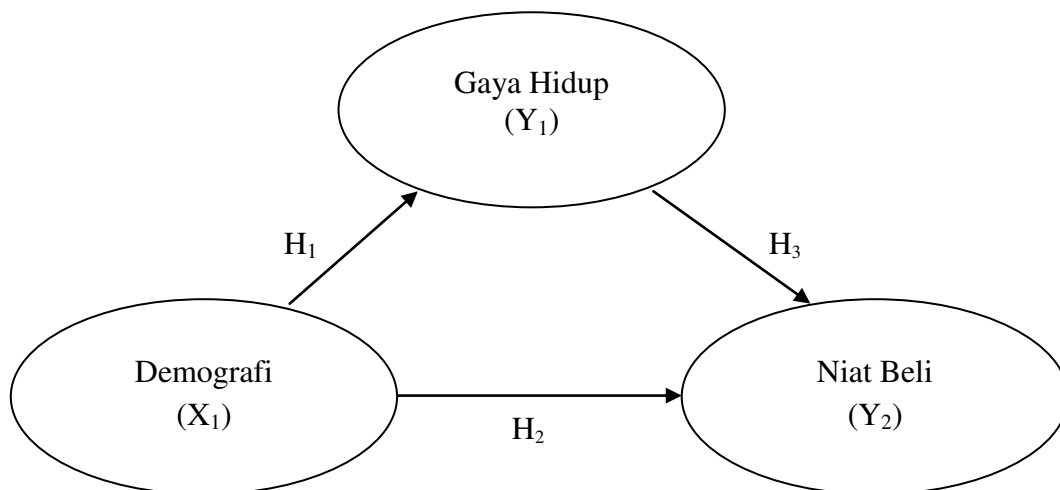 Gaya Hidup
(Y₁)
H₁
H₃
Demografi
(X₁)
H₂
Niat Beli
(Y₂)